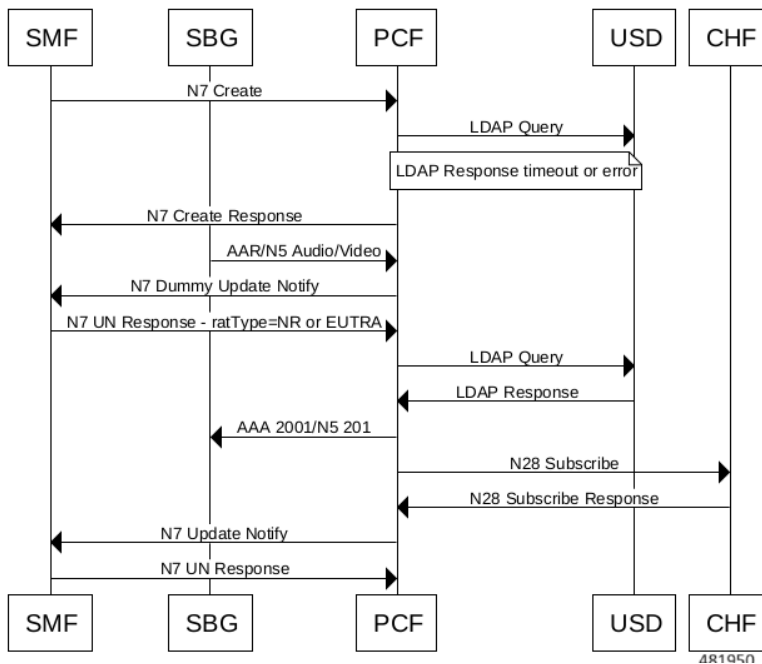 SMF SBG PCF USD CHF
N7 Create
LDAP Query
LDAP Response timeout or error
N7 Create Response
AAR/N5 Audio/Video
N7 Dummy Update Notify
N7 UN Response - ratType=NR or EUTRA
LDAP Query
LDAP Response
AAA 2001/N5 201
N28 Subscribe
N28 Subscribe Response
N7 Update Notify
N7 UN Response
SMF SBG PCF USD CHF
481950